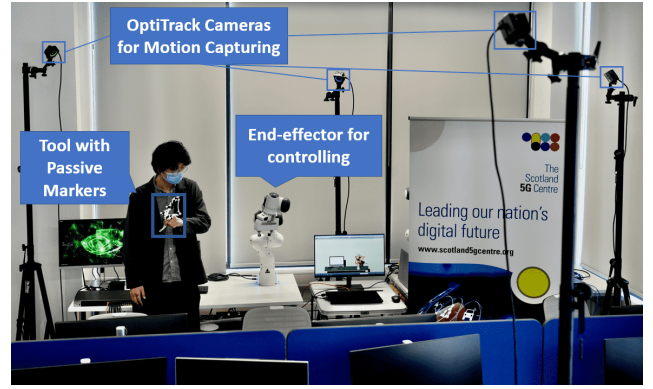 OptiTrack Cameras
for Motion Capturing
Tool with
Passive
Markers
End-effector for
controlling
The
Scotland
5G Centre
Leading our nation's
digital future
www.scotland5gcentre.org